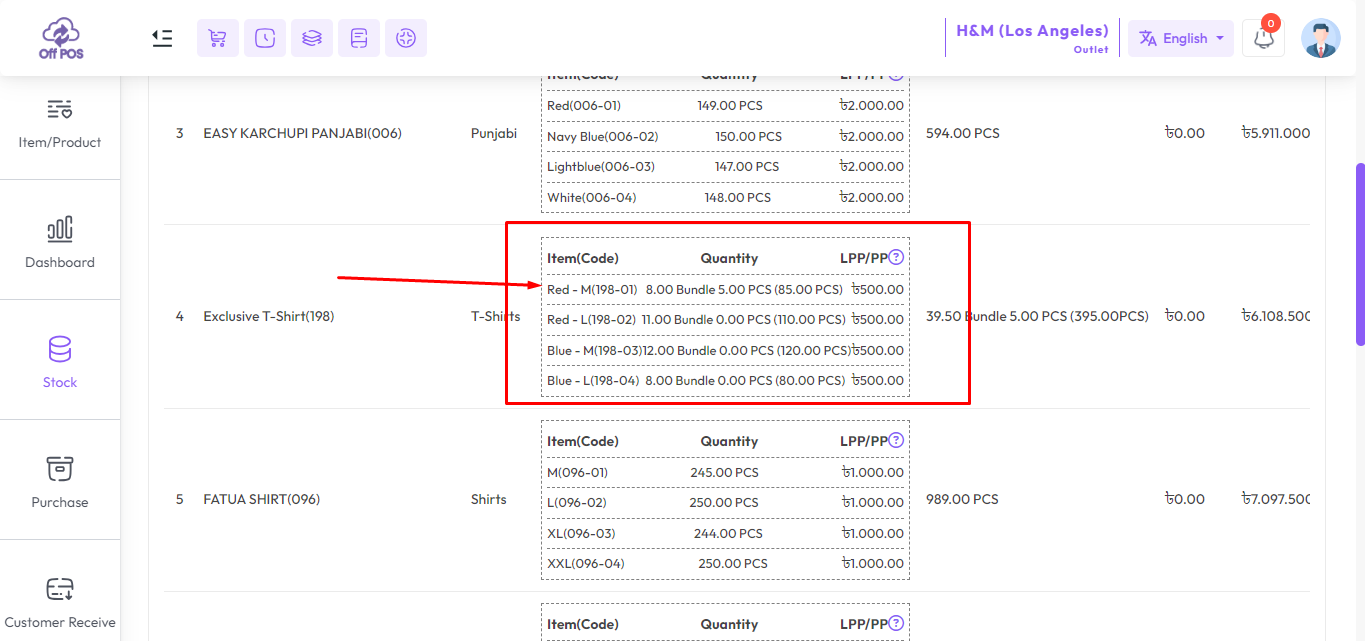 Off POS
H&M (Los Angeles)
Outlet
English
0
Item/Product
Dashboard
Stock
Purchase
Customer Receive
Item(Code) Quantity LPP/PP
3 EASY KARCHUPI PANJABI(006) Punjabi 594.00 PCS ৳0.00 ৳5.911.000
Red(006-01) 149.00 PCS ৳2.000.00
Navy Blue(006-02) 150.00 PCS ৳2.000.00
Lightblue(006-03) 147.00 PCS ৳2.000.00
White(006-04) 148.00 PCS ৳2.000.00
4 Exclusive T-Shirt(198) T-Shirts 39.50 Bundle 5.00 PCS (395.00PCS) ৳0.00 ৳6,108.500
Item(Code) Quantity LPP/PP?
Red - M(198-01) 8.00 Bundle 5.00 PCS (85.00 PCS) ৳500.00
Red - L(198-02) 11.00 Bundle 0.00 PCS (110.00 PCS) ৳500.00
Blue - M(198-03)12.00 Bundle 0.00 PCS (120.00 PCS)৳500.00
Blue - L(198-04) 8.00 Bundle 0.00 PCS (80.00 PCS) ৳500.00
5 FATUA SHIRT(096) Shirts 989.00 PCS ৳0.00 ৳7.097.500
Item(Code) Quantity LPP/PP?
M(096-01) 245.00 PCS ৳1.000.00
L(096-02) 250.00 PCS ৳1.000.00
XL(096-03) 244.00 PCS ৳1.000.00
XXL(096-04) 250.00 PCS ৳1.000.00
Item(Code) Quantity LPP/PP?